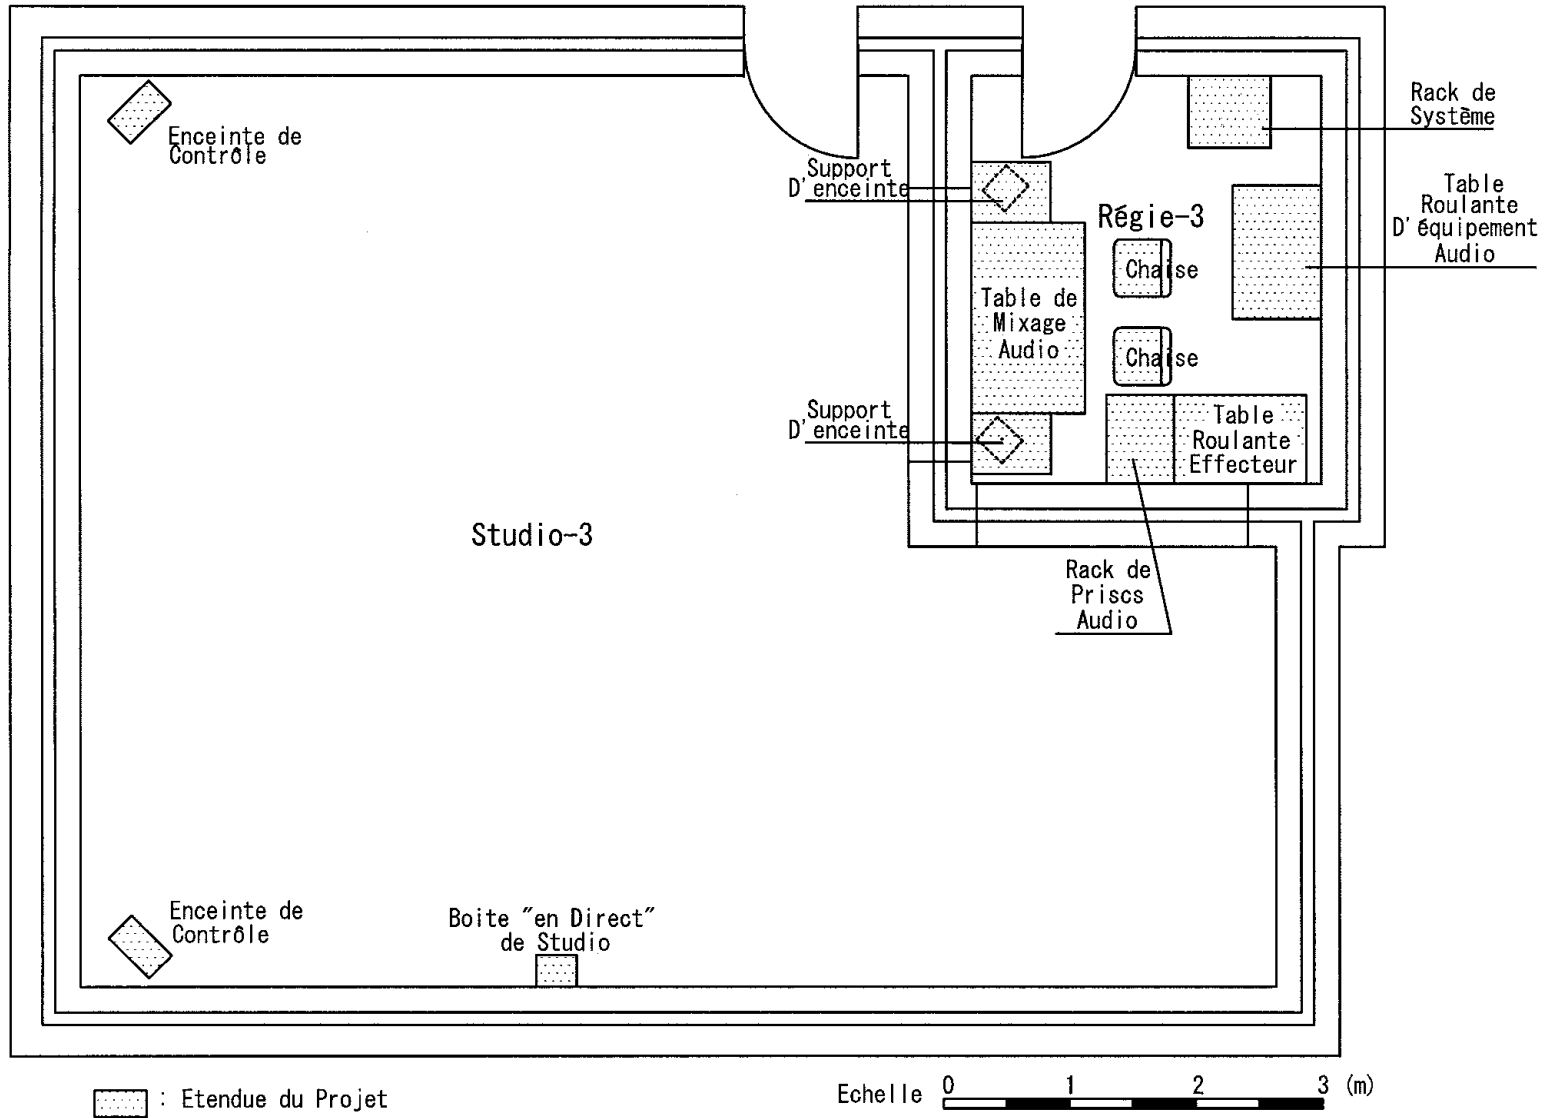 Enceinte de
Contrôle
Support
D'enceinte
Régie-3
Rack de
Système
Table
Roulante
D'équipement
Audio
Chaise
Table de
Mixage
Audio
Chaise
Support
D'enceinte
Table
Roulante
Effecteur
Studio-3
Rack de
Priscs
Audio
Enceinte de
Contrôle
Boite "en Direct"
de Studio
: Etendue du Projet
Echelle 0 1 2 3 (m)